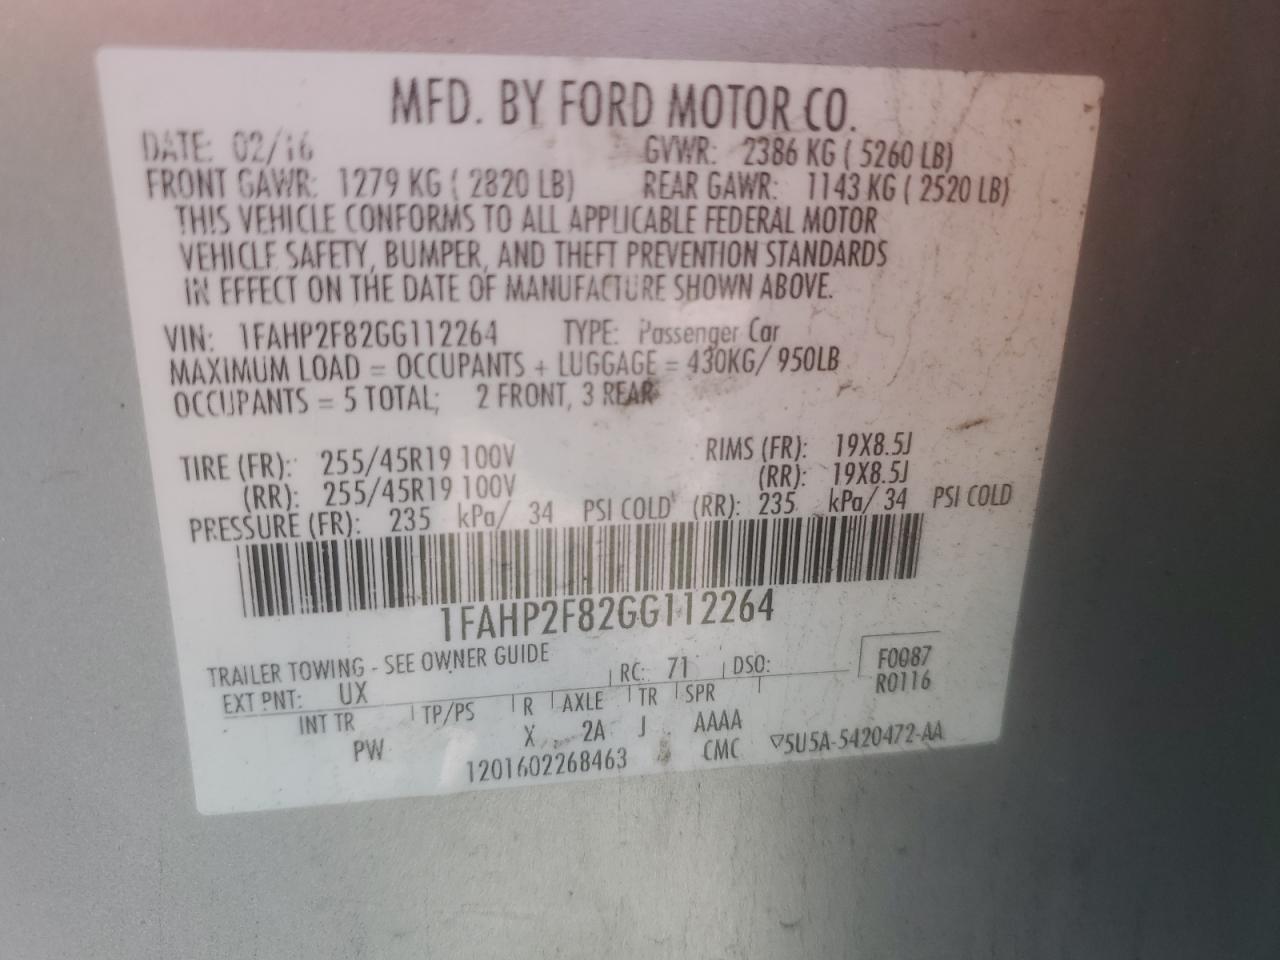 MFD. BY FORD MOTOR CO.
DATE: 02/16 GVWR: 2386 KG ( 5260 LB)
FRONT GAWR: 1279 KG ( 2820 LB) REAR GAWR: 1143 KG ( 2520 LB)
THIS VEHICLE CONFORMS TO ALL APPLICABLE FEDERAL MOTOR
VEHICLE SAFETY, BUMPER, AND THEFT PREVENTION STANDARDS
IN EFFECT ON THE DATE OF MANUFACTURE SHOWN ABOVE.
VIN: 1FAHP2F82GG112264 TYPE: Passenger Car
MAXIMUM LOAD = OCCUPANTS + LUGGAGE = 430KG/ 950LB
OCCUPANTS = 5 TOTAL; 2 FRONT, 3 REAR
TIRE (FR): 255/45R19 100V RIMS (FR): 19X8.5J
(RR): 255/45R19 100V (RR): 19X8.5J
PRESSURE (FR): 235 kPa/ 34 PSI COLD (RR): 235 kPa/ 34 PSI COLD
1FAHP2F82GG112264
TRAILER TOWING - SEE OWNER GUIDE
EXT PNT: UX RC: 71 DSO: F0087
R0116
INT TR TP/PS R AXLE TR SPR
PW X 2A J AAAA
1201602268463 CMC ▽5U5A-5420472-AA